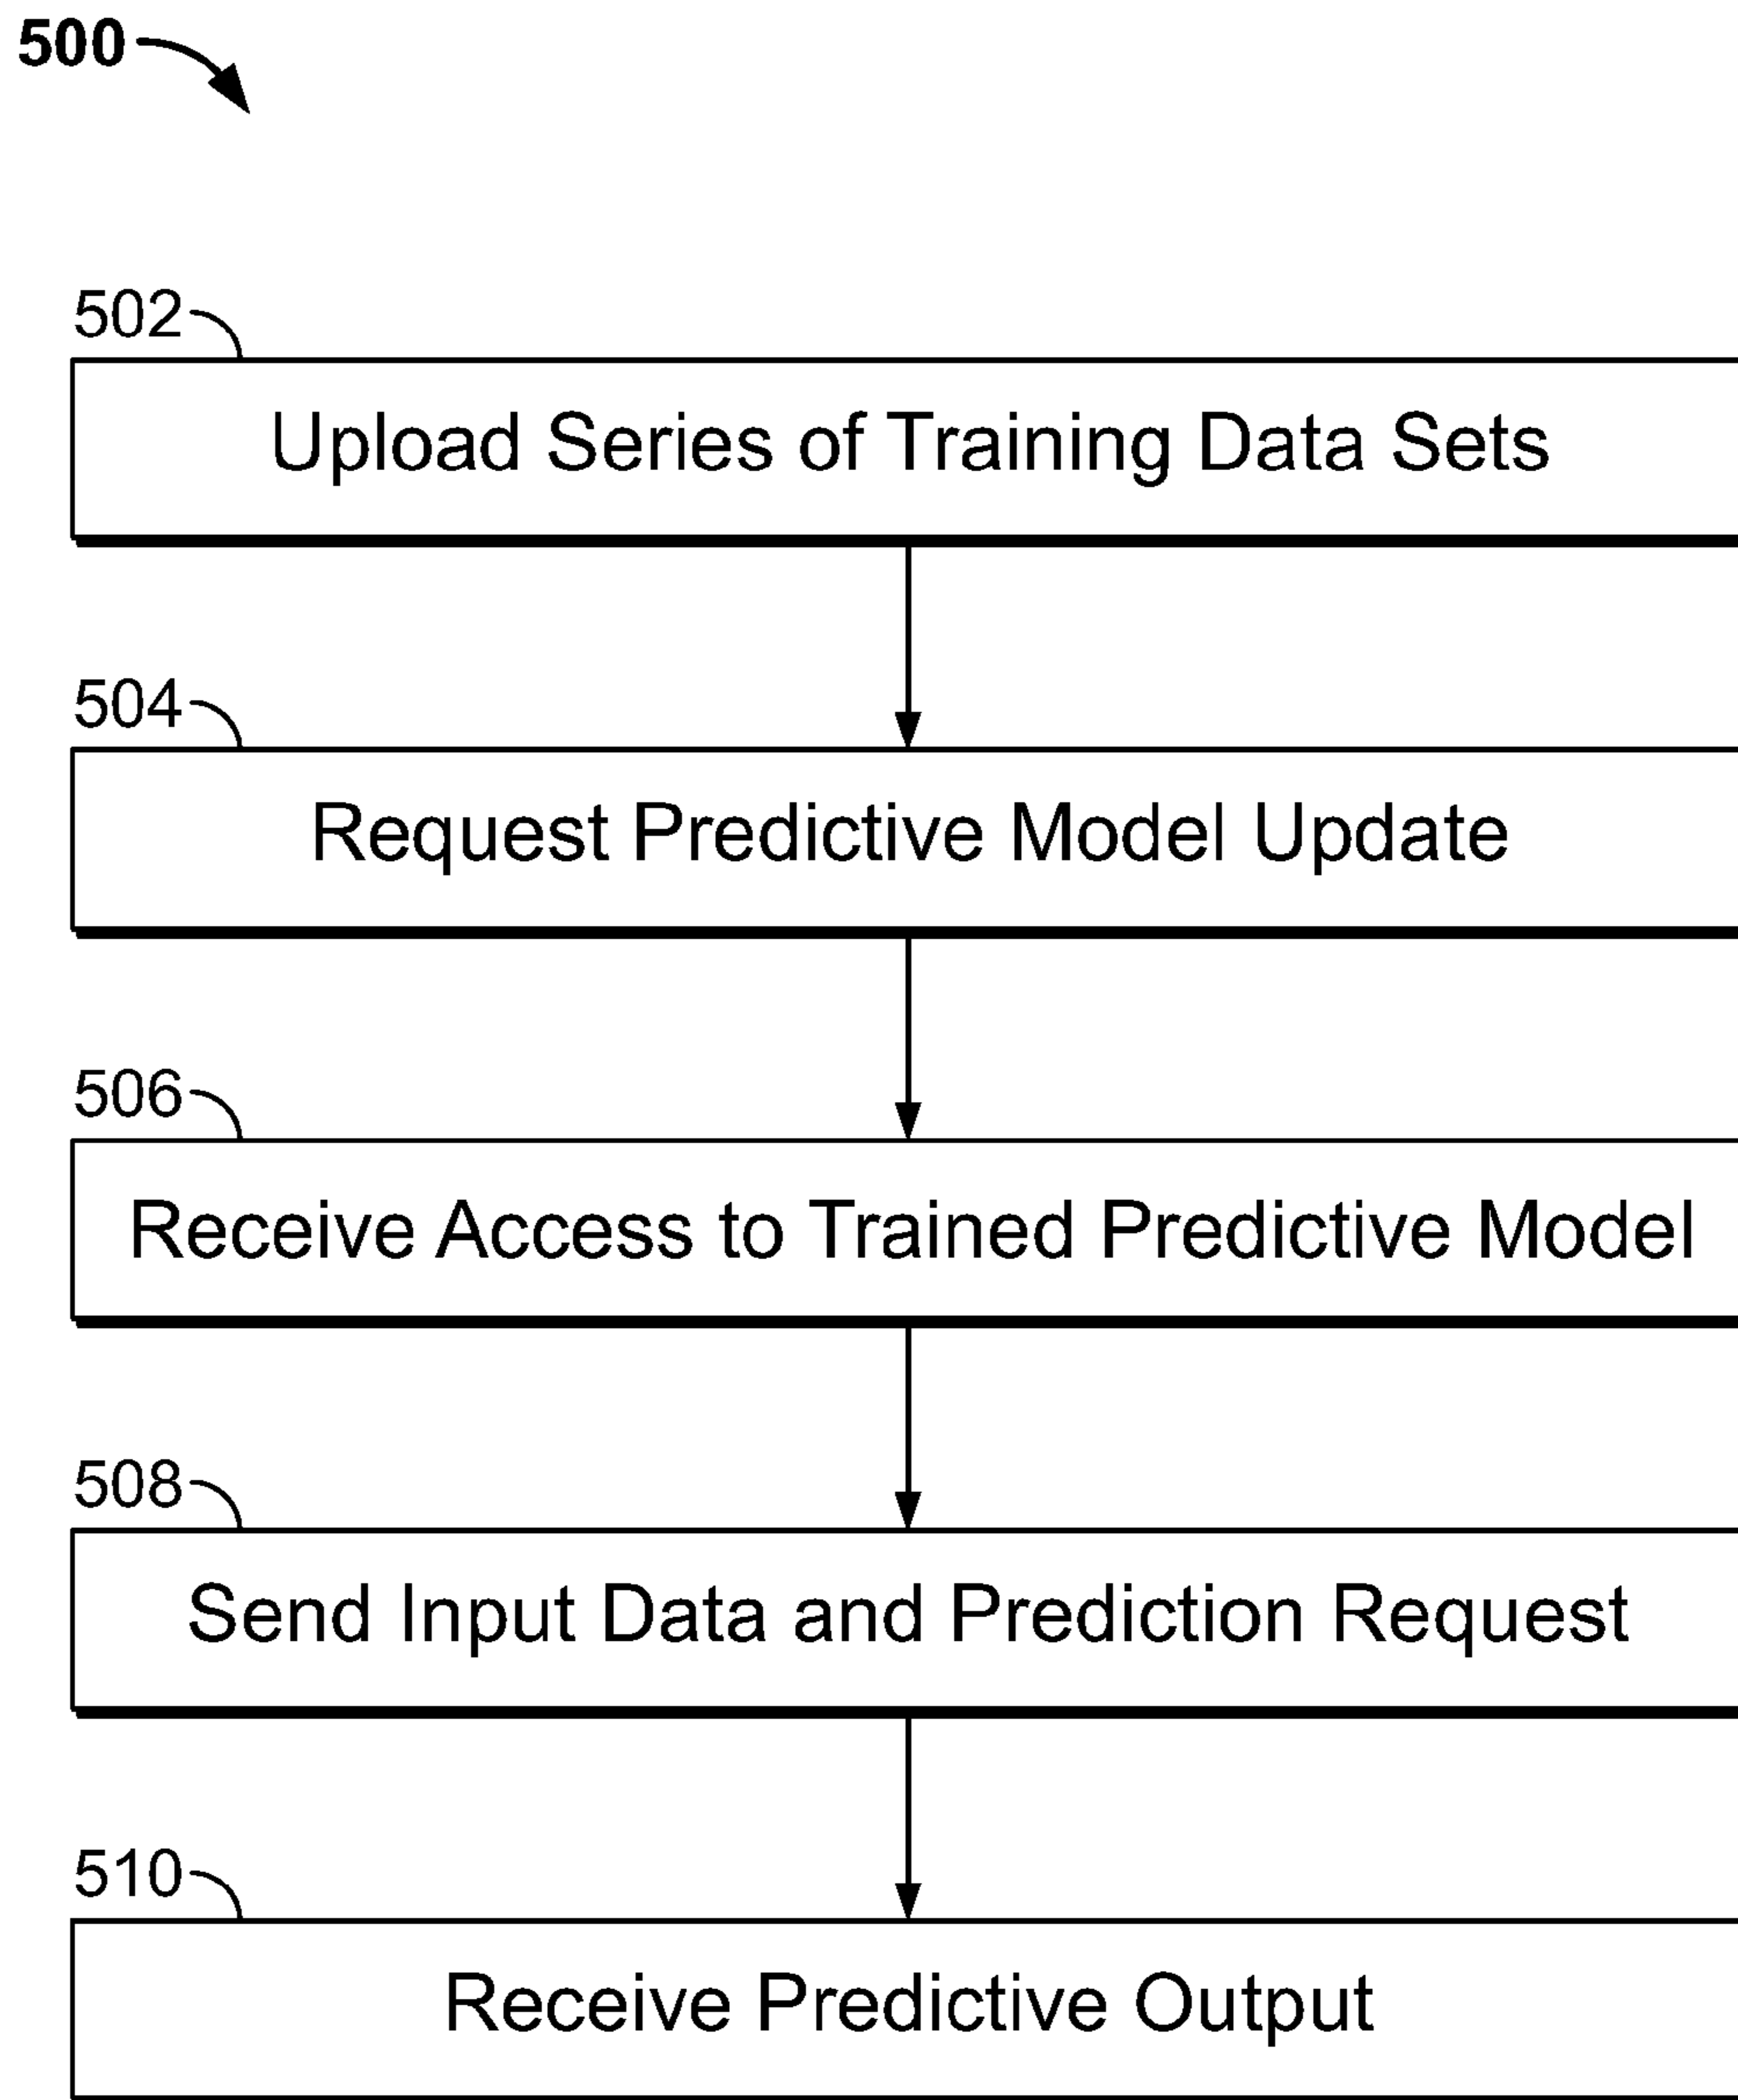 500
502
Upload Series of Training Data Sets
504
Request Predictive Model Update
506
Receive Access to Trained Predictive Model
508
Send Input Data and Prediction Request
510
Receive Predictive Output